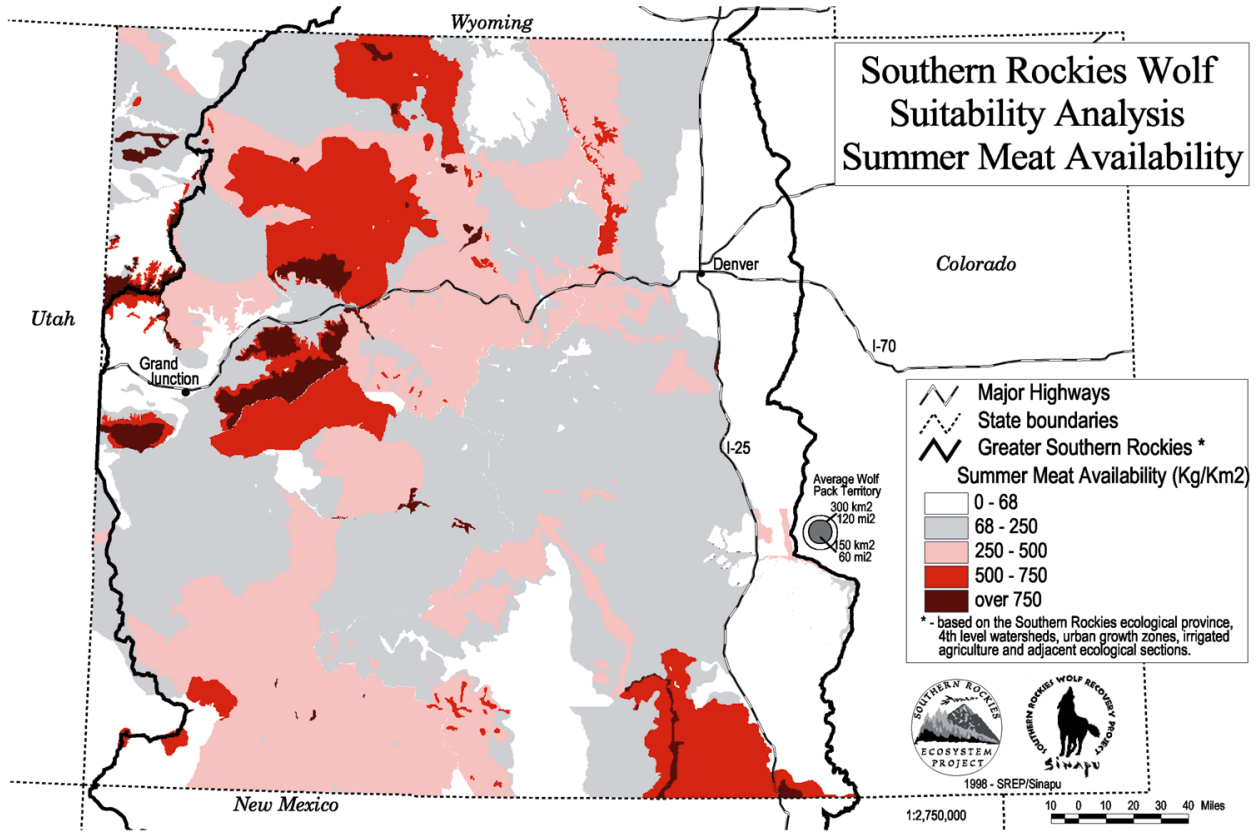 Wyoming
Southern Rockies Wolf
Suitability Analysis
Summer Meat Availability
Denver
Colorado
Utah
I-70
Grand
Junction
Major Highways
State boundaries
Greater Southern Rockies *
Summer Meat Availability (Kg/Km2)
0 - 68
68 - 250
250 - 500
500 - 750
over 750
* - based on the Southern Rockies ecological province,
4th level watersheds, urban growth zones, irrigated
agriculture and adjacent ecological sections.
I-25
Average Wolf
Pack Territory
300 km2
120 mi2
150 km2
60 mi2
SOUTHERN ROCKIES
ECOSYSTEM
PROJECT
SOUTHERN ROCKIES WOLF RECOVERY PROJECT
Sinapu
1998 - SREP/Sinapu
New Mexico
1:2,750,000
10 0 10 20 30 40 Miles